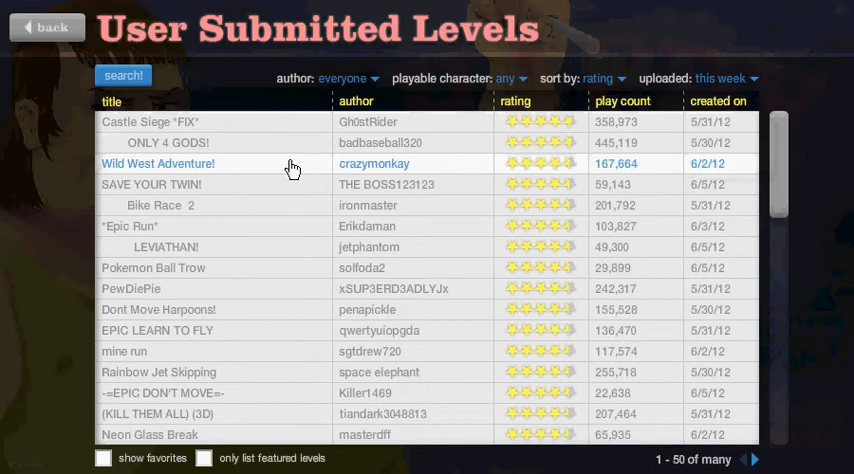 back User Submitted Levels
search! author: everyone playable character: any sort by: rating uploaded: this week
title author rating play count created on
Castle Siege *FIX* Gh0stRider 358,973 5/31/12
ONLY 4 GODS! badbaseball320 445,119 5/30/12
Wild West Adventure! crazymonkay 167,664 6/2/12
SAVE YOUR TWIN! THE BOSS123123 59,143 6/5/12
Bike Race 2 ironmaster 201,792 5/31/12
*Epic Run* Erikdaman 103,827 6/3/12
LEVIATHAN! jetphantom 49,300 6/5/12
Pokemon Ball Trow solfoda2 29,899 6/5/12
PewDiePie xSUP3ERD3ADLYJx 242,317 5/31/12
Dont Move Harpoons! penapickle 155,528 5/30/12
EPIC LEARN TO FLY qwertyuiopgda 136,470 5/31/12
mine run sgtdrew720 117,574 6/2/12
Rainbow Jet Skipping space elephant 255,718 5/30/12
-=EPIC DON'T MOVE=- Killer1469 22,638 6/5/12
(KILL THEM ALL) (3D) tiandark3048813 207,464 5/31/12
Neon Glass Break masterdff 65,935 6/2/12
show favorites only list featured levels 1 - 50 of many